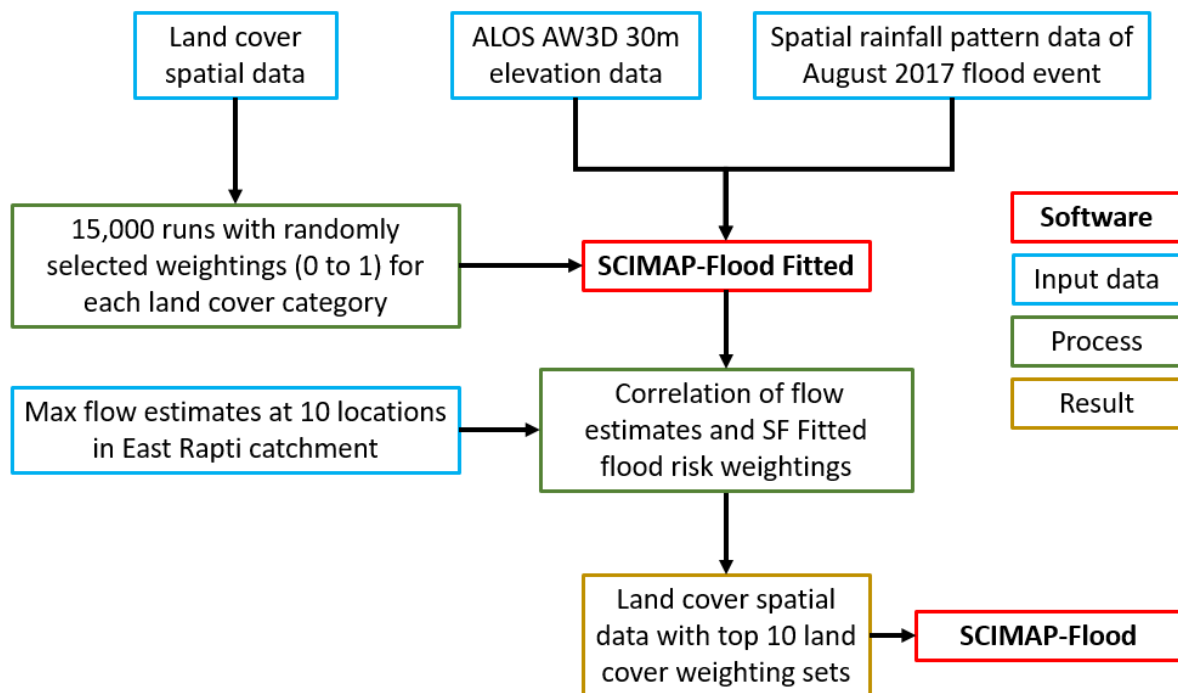 Land cover
spatial data
ALOS AW3D 30m
elevation data
Spatial rainfall pattern data of
August 2017 flood event
15,000 runs with randomly
selected weightings (0 to 1) for
each land cover category
SCIMAP-Flood Fitted
Software
Input data
Process
Result
Max flow estimates at 10 locations
in East Rapti catchment
Correlation of flow
estimates and SF Fitted
flood risk weightings
Land cover spatial
data with top 10 land
cover weighting sets
SCIMAP-Flood